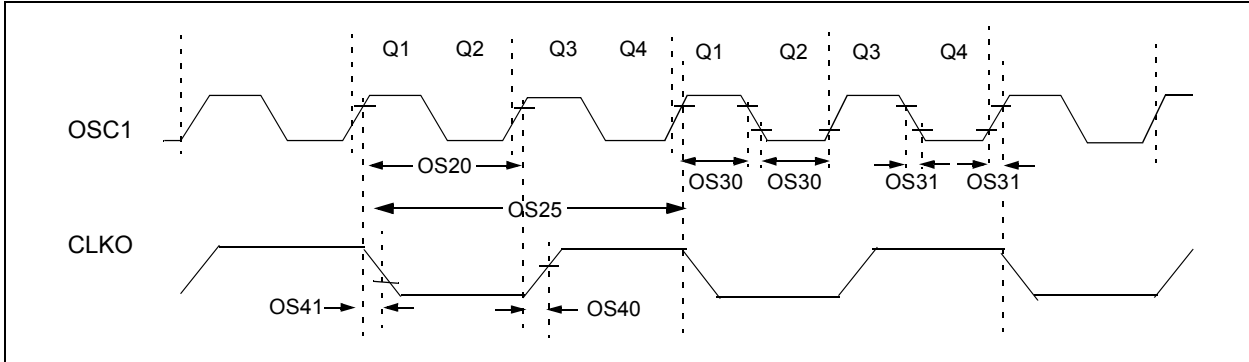 Q1 Q2 Q3 Q4 Q1 Q2 Q3 Q4
OSC1
OS20
OS30 OS30 OS31 OS31
OS25
CLKO
OS41 OS40